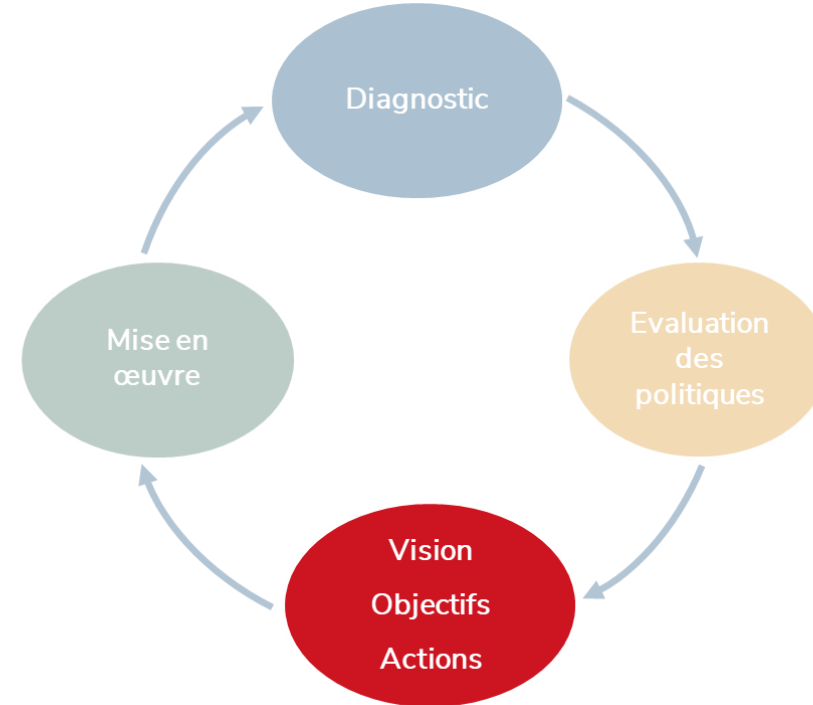 Diagnostic
Evaluation
des
politiques
Vision
Objectifs
Actions
Mise en
œuvre